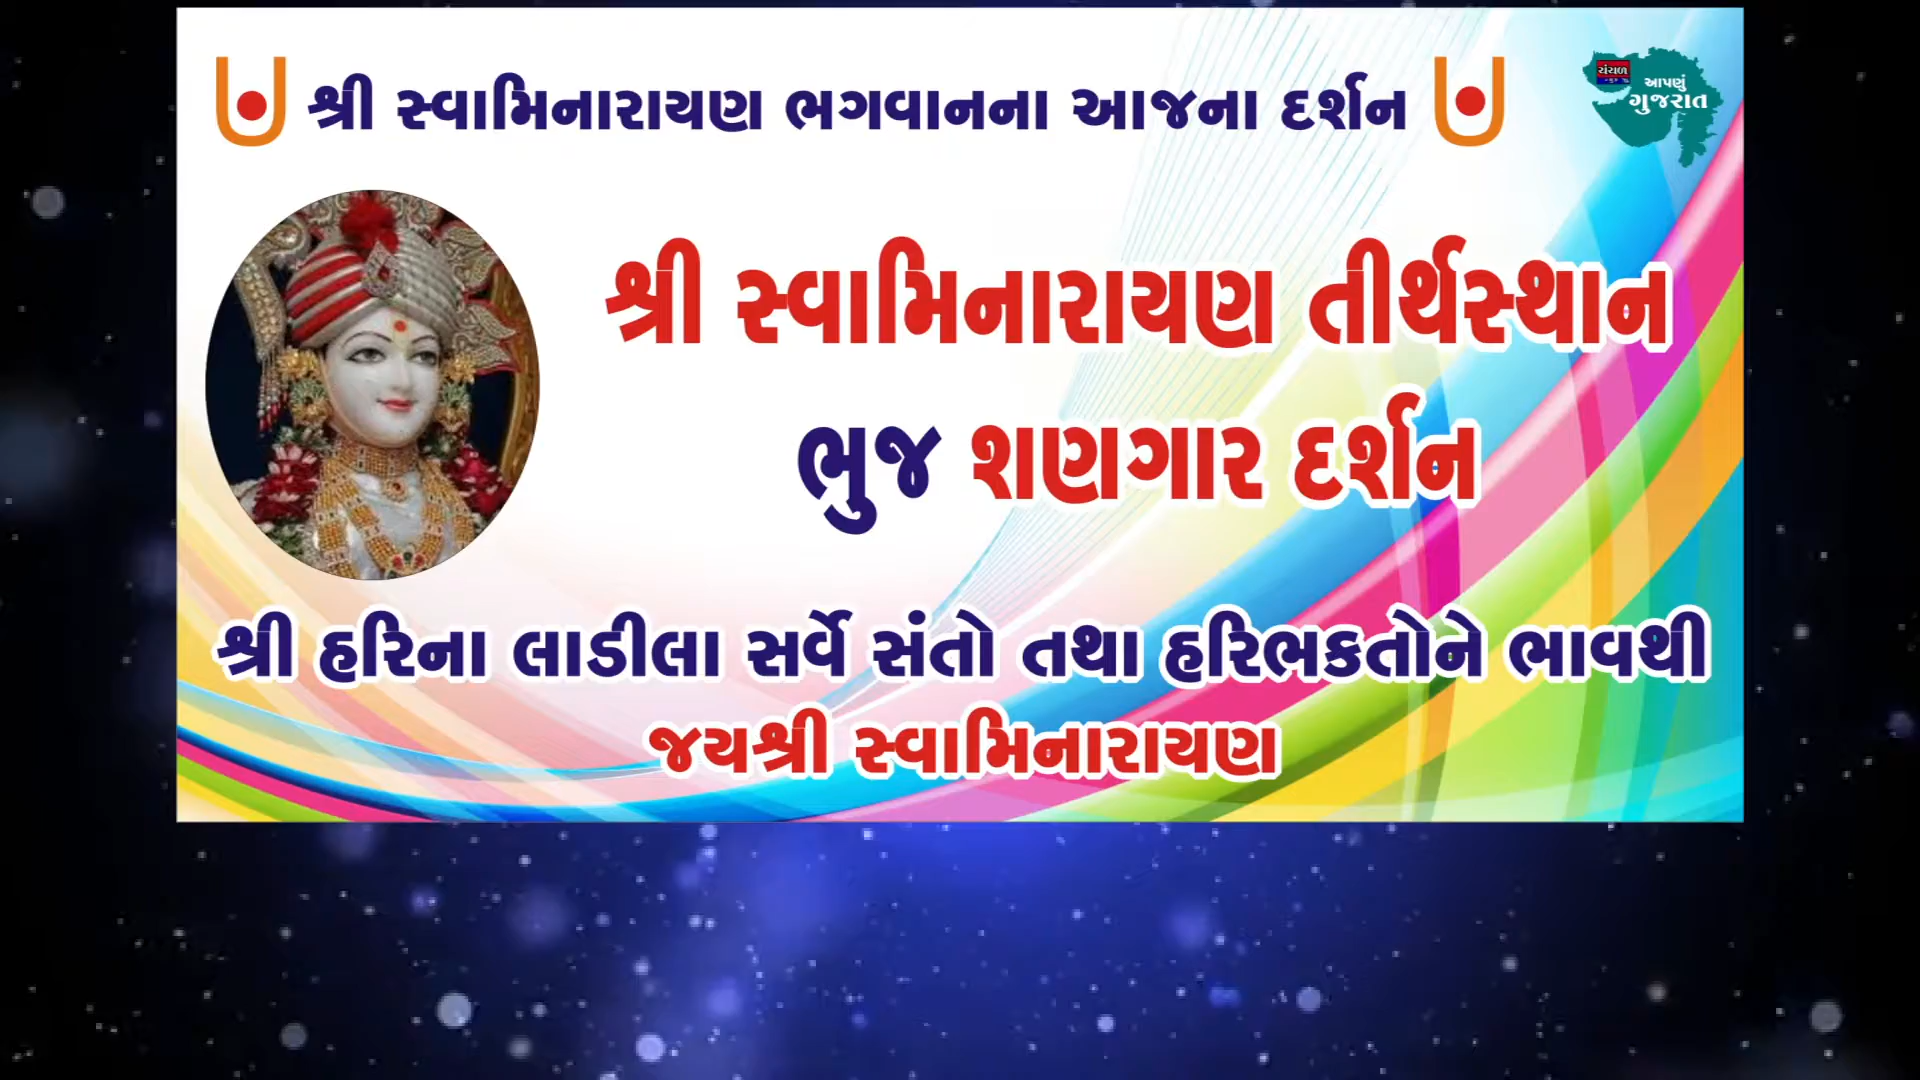 શ્રી સ્વામિનારાયણ ભગવાનના આજના દર્શન
ચંચળ
આપણું
ગુજરાત
શ્રી સ્વામિનારાયણ તીર્થસ્થાન
ભુજ શણગાર દર્શન
શ્રી હરિના લાડીલા સર્વે સંતો તથા હરિભકતોને ભાવથી
જયશ્રી સ્વામિનારાયણ